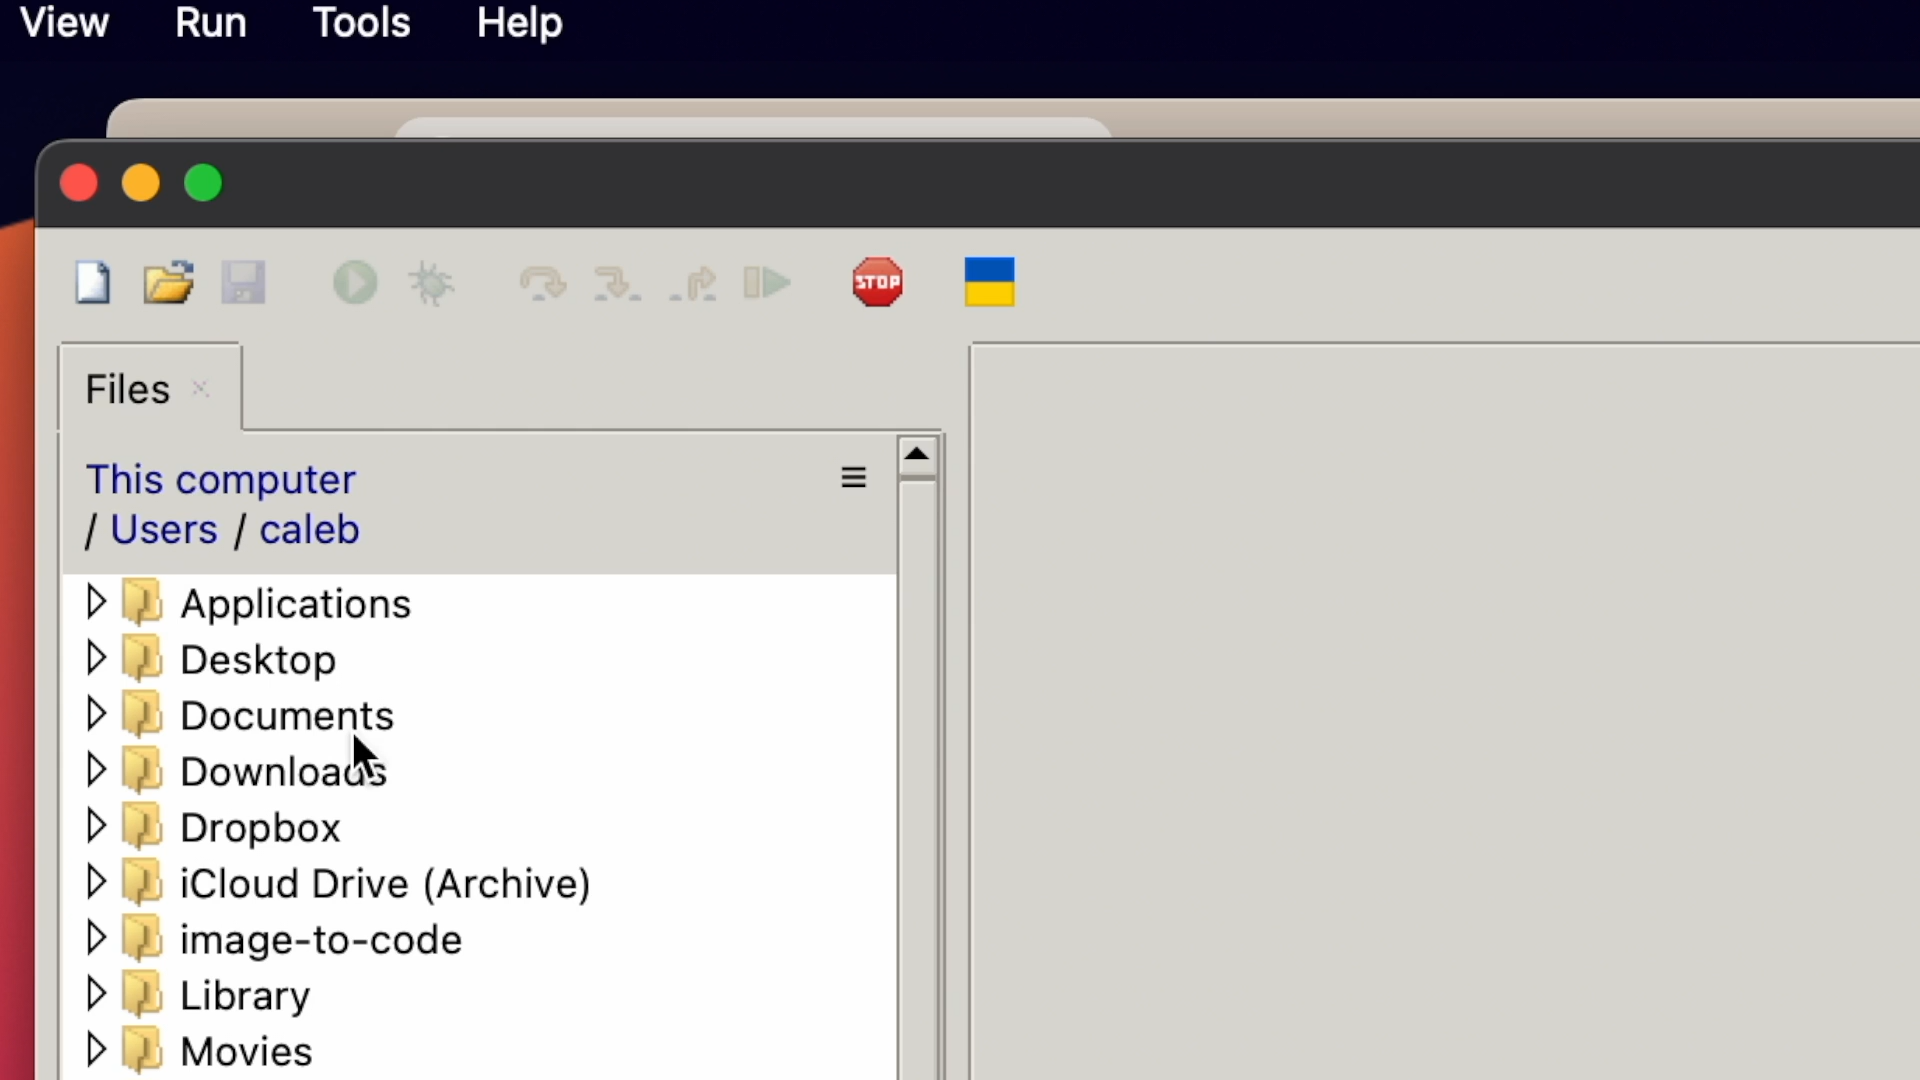 View Run Tools Help
STOP
Files
This computer
/ Users / caleb
Applications
Desktop
Documents
Downloads
Dropbox
iCloud Drive (Archive)
image-to-code
Library
Movies